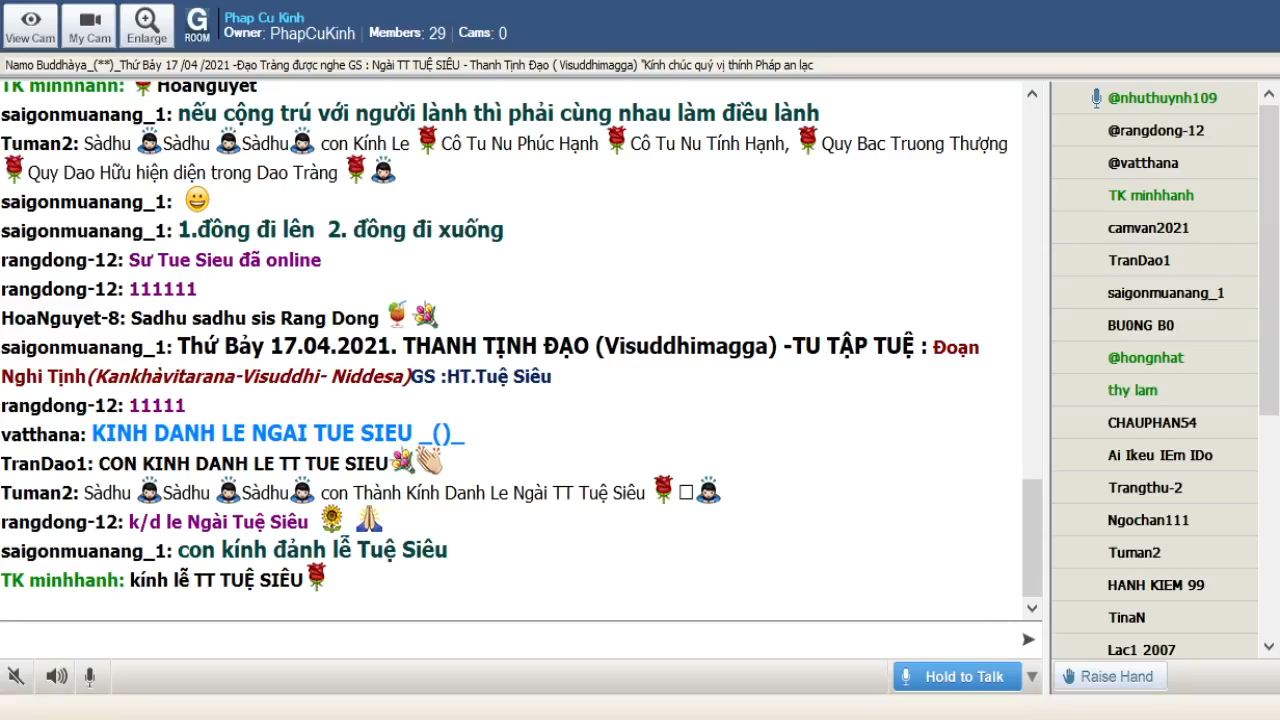 View Cam
My Cam
Enlarge
G
ROOM
Phap Cu Kinh
Owner: PhapCuKinh | Members: 29 | Cams: 0
Namo Buddhàya_(**)_Thứ Bảy 17 /04 /2021 -Đạo Tràng được nghe GS : Ngài TT TUỆ SIÊU - Thanh Tịnh Đạo ( Visuddhimagga) "Kính chúc quý vị thính Pháp an lạc
TK minhhanh: HoaNguyet
saigonmuanang_1: nếu cộng trú với người lành thì phải cùng nhau làm điều lành
Tuman2: Sàdhu Sàdhu Sàdhu con Kính Le Cô Tu Nu Phúc Hạnh Cô Tu Nu Tính Hạnh, Quy Bac Truong Thượng
Quy Dao Hữu hiện diện trong Dao Tràng
saigonmuanang_1:
saigonmuanang_1: 1.đồng đi lên 2. đồng đi xuống
rangdong-12: Sư Tue Sieu đã online
rangdong-12: 111111
HoaNguyet-8: Sadhu sadhu sis Rang Dong
saigonmuanang_1: Thứ Bảy 17.04.2021. THANH TỊNH ĐẠO (Visuddhimagga) -TU TẬP TUỆ : Đoạn
Nghi Tịnh(Kankhàvitarana-Visuddhi- Niddesa)GS :HT.Tuệ Siêu
rangdong-12: 11111
vatthana: KINH DANH LE NGAI TUE SIEU _()_
TranDao1: CON KINH DANH LE TT TUE SIEU
Tuman2: Sàdhu Sàdhu Sàdhu con Thành Kính Danh Le Ngài TT Tuệ Siêu
rangdong-12: k/d le Ngài Tuệ Siêu
saigonmuanang_1: con kính đảnh lễ Tuệ Siêu
TK minhhanh: kính lễ TT TUỆ SIÊU
Hold to Talk
@nhuthuynh109
@rangdong-12
@vatthana
TK minhhanh
camvan2021
TranDao1
saigonmuanang_1
BU0NG B0
@hongnhat
thy lam
CHAUPHAN54
Ai Ikeu IEm IDo
Trangthu-2
Ngochan111
Tuman2
HANH KIEM 99
TinaN
Lac1 2007
Raise Hand